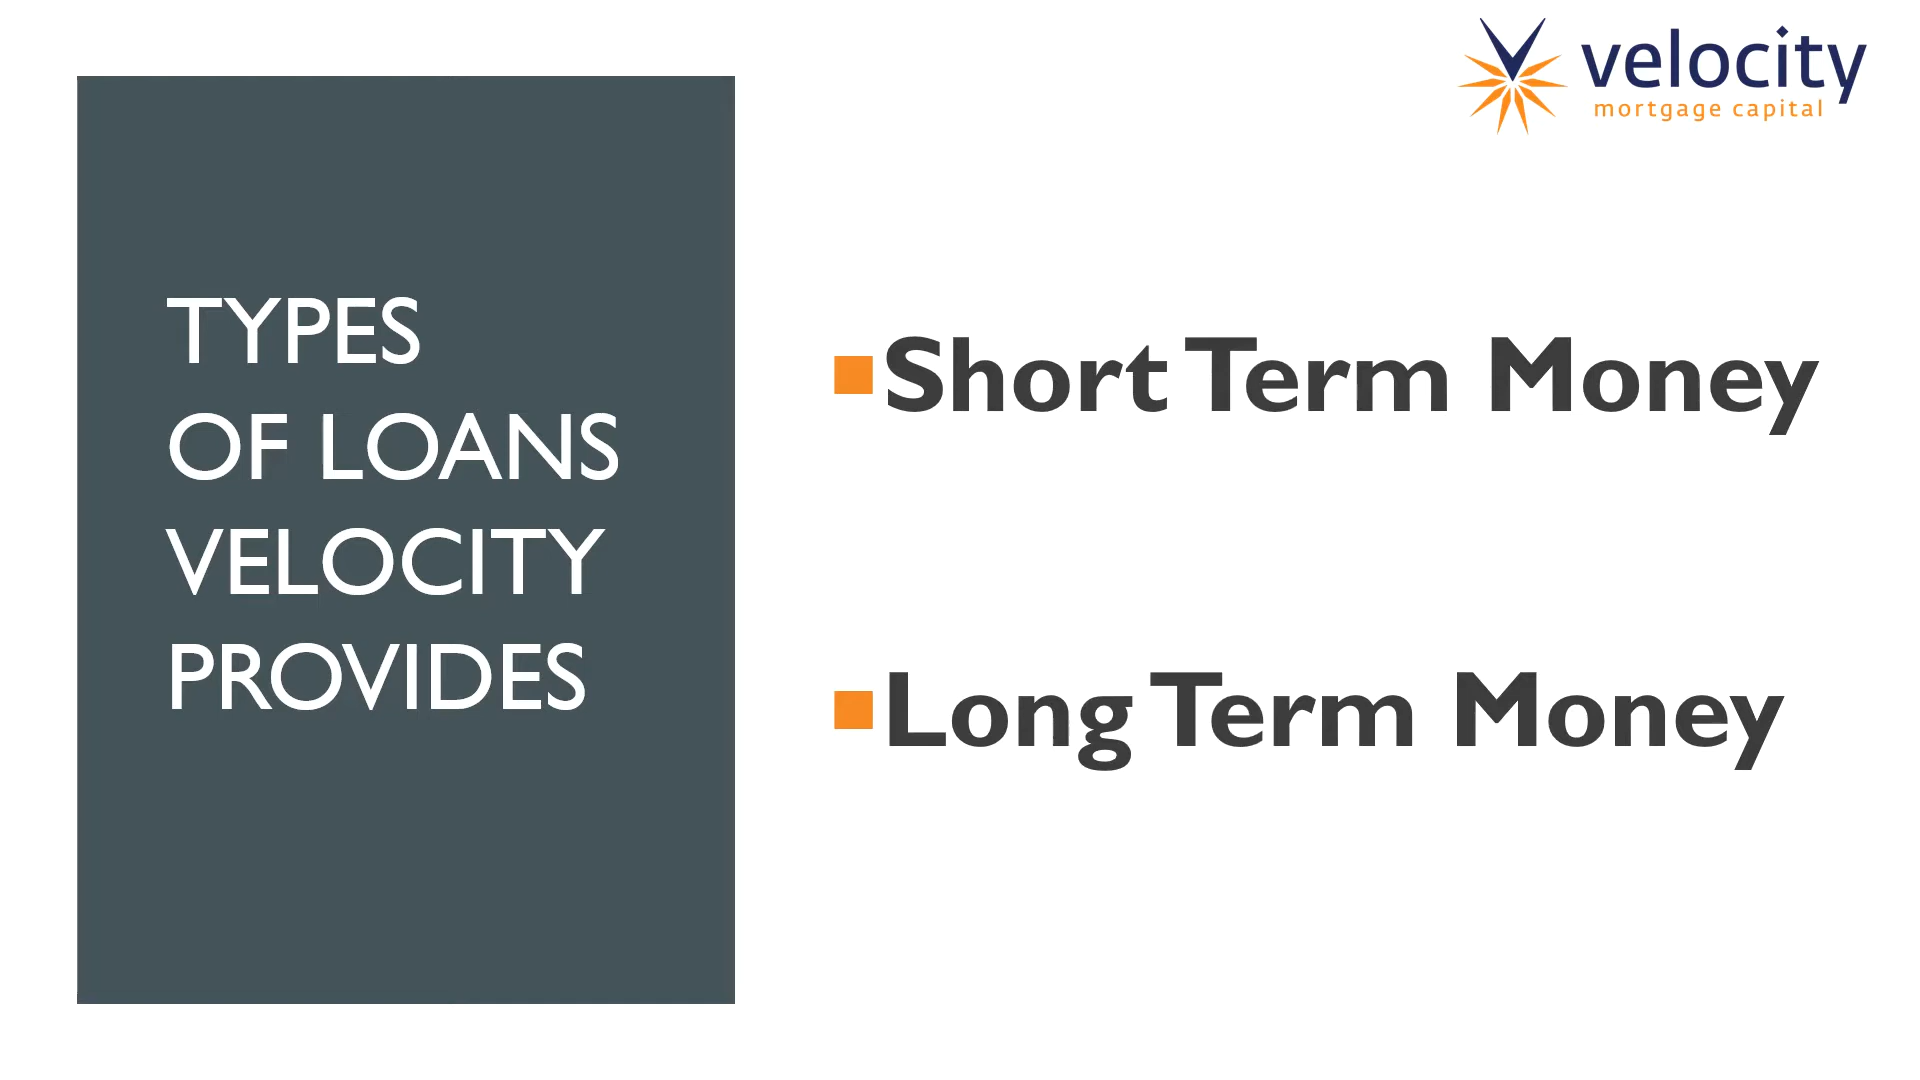 velocity
mortgage capital
TYPES
OF LOANS
VELOCITY
PROVIDES
Short Term Money
Long Term Money